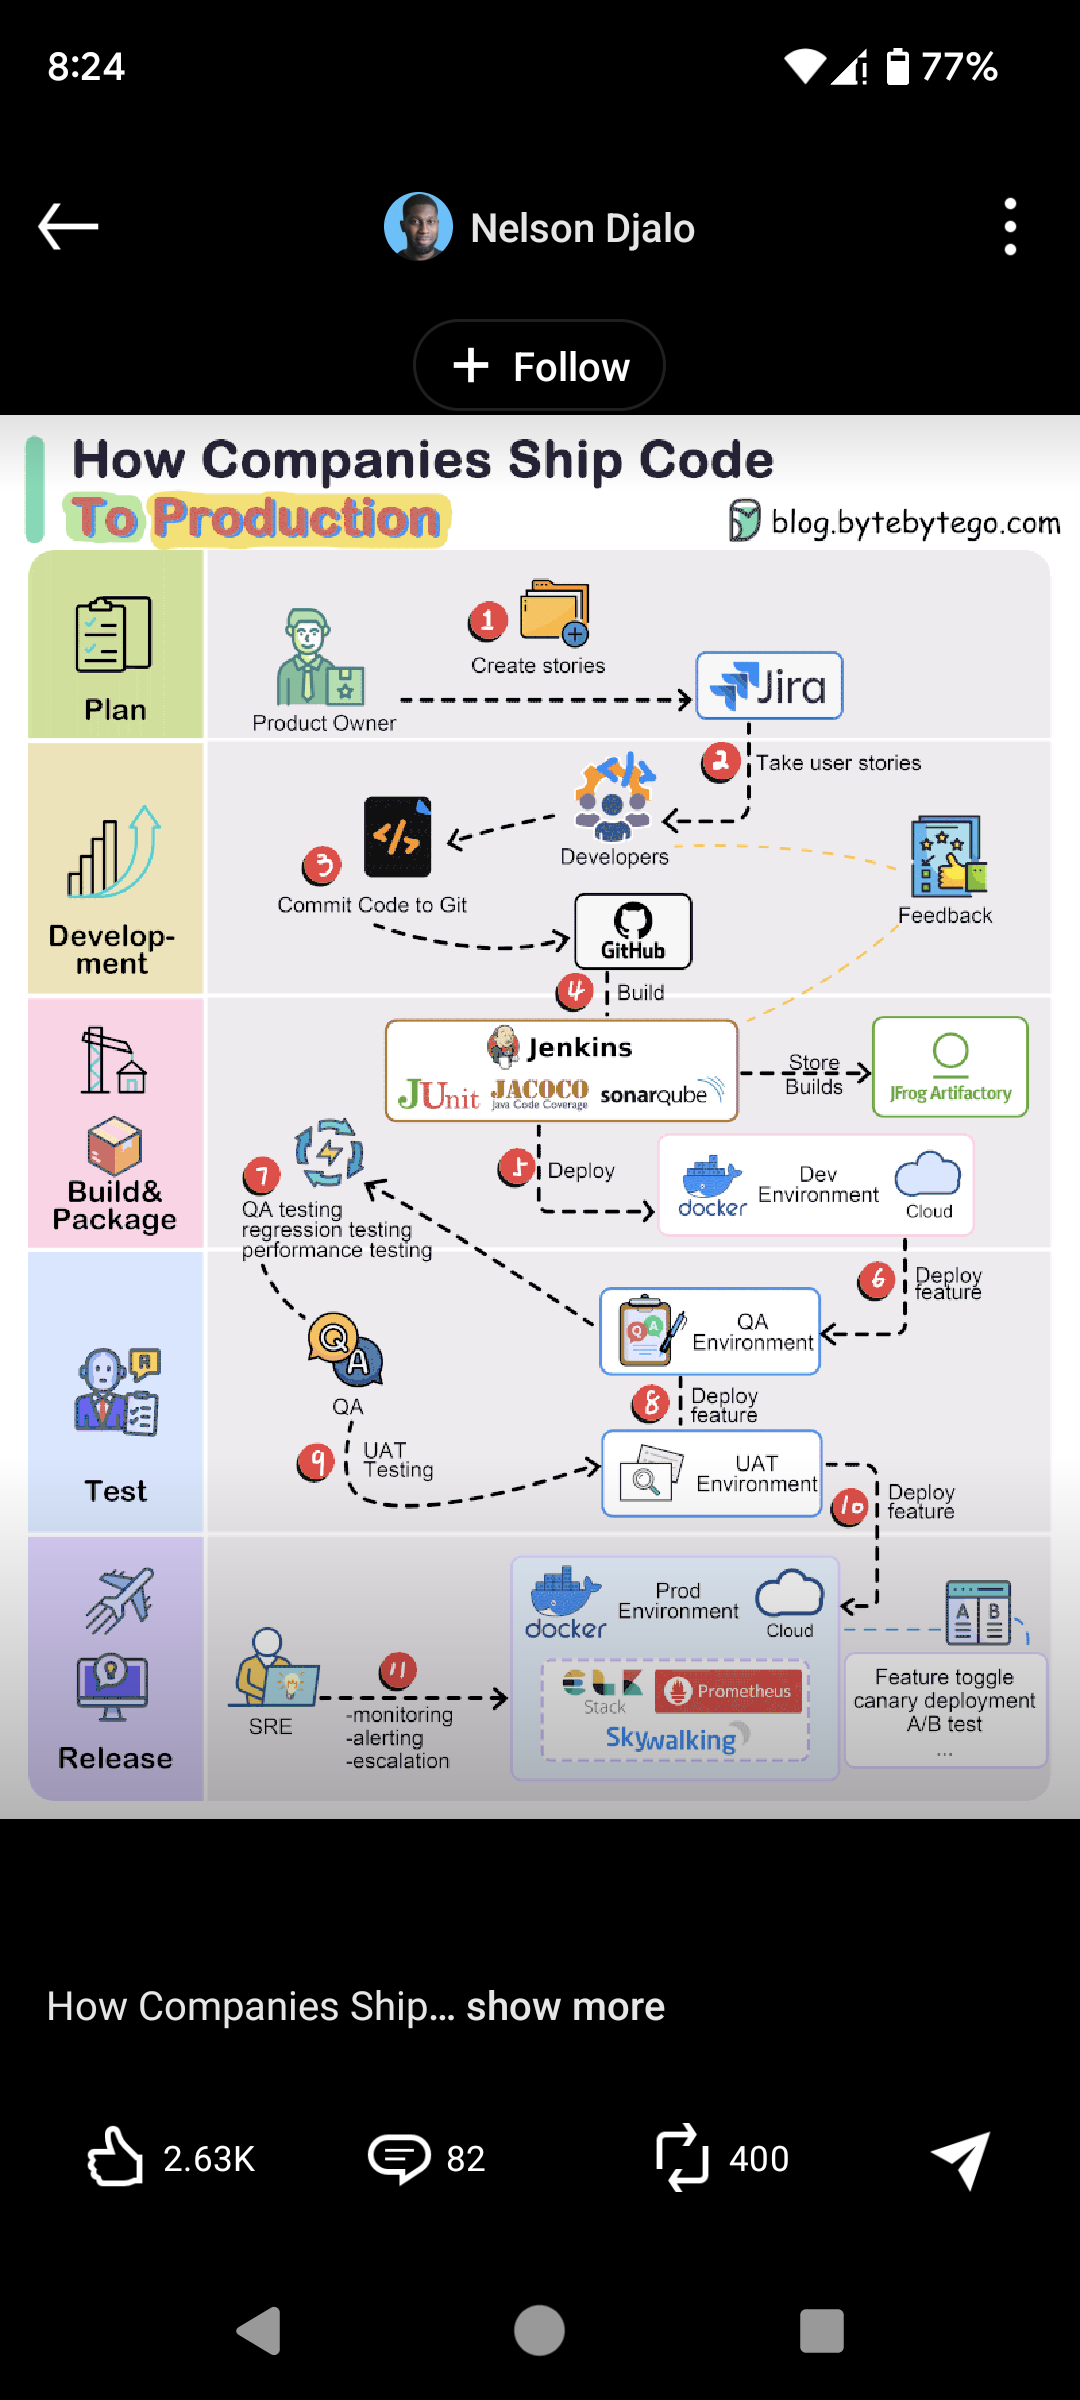 8:24
77%
Nelson Djalo
+ Follow
How Companies Ship Code
To Production
blog.bytebytego.com
Plan
Product Owner
1
Create stories
Jira
2
Take user stories
Develop-
ment
Developers
3
Commit Code to Git
GitHub
Feedback
4
Build
Build&
Package
Jenkins
JUnit
JACOCO
Java Code Coverage
sonarqube
Store
Builds
JFrog Artifactory
5
Deploy
docker
Dev
Environment
Cloud
7
QA testing
regression testing
performance testing
6
Deploy
feature
Test
Q
A
QA
QA
QA
Environment
8
Deploy
feature
9
UAT
Testing
UAT
Environment
10
Deploy
feature
Release
SRE
11
-monitoring
-alerting
-escalation
docker
Prod
Environment
Cloud
ELK
Stack
Prometheus
Skywalking
A B
Feature toggle
canary deployment
A/B test
...
How Companies Ship... show more
2.63K
82
400